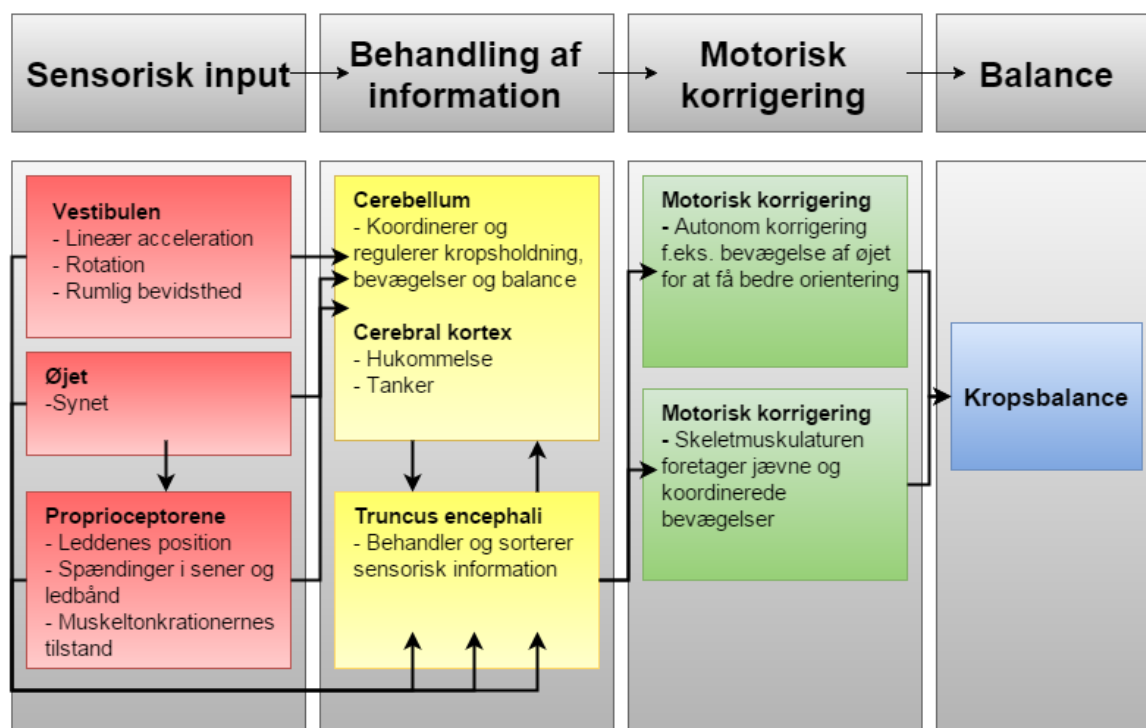 Sensorisk input
Behandling af
information
Motorisk
korrigering
Balance
Vestibulen
- Lineær acceleration
- Rotation
- Rumlig bevidsthed
Øjet
-Synet
Proprioceptorene
- Leddenes position
- Spændinger i sener og
ledbånd
- Muskeltonkrationernes
tilstand
Cerebellum
- Koordinerer og
regulerer kropsholdning,
bevægelser og balance
Cerebral kortex
- Hukommelse
- Tanker
Truncus encephali
- Behandler og sorterer
sensorisk information
Motorisk korrigering
- Autonom korrigering
f.eks. bevægelse af øjet
for at få bedre orientering
Motorisk korrigering
- Skeletmuskulaturen
foretager jævne og
koordinerede
bevægelser
Kropsbalance